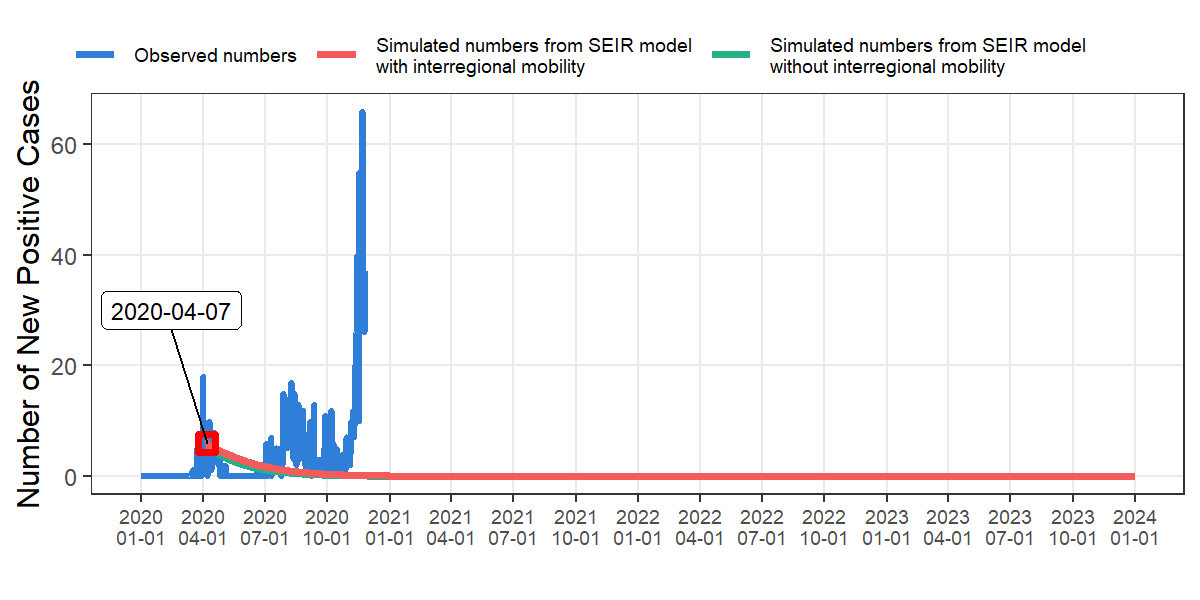 Observed numbers
Simulated numbers from SEIR model
with interregional mobility
Simulated numbers from SEIR model
without interregional mobility
Number of New Positive Cases
60
40
20
0
2020-04-07
2020 2020 2020 2020 2021 2021 2021 2021 2022 2022 2022 2022 2023 2023 2023 2023 2024
01-01 04-01 07-01 10-01 01-01 04-01 07-01 10-01 01-01 04-01 07-01 10-01 01-01 04-01 07-01 10-01 01-01